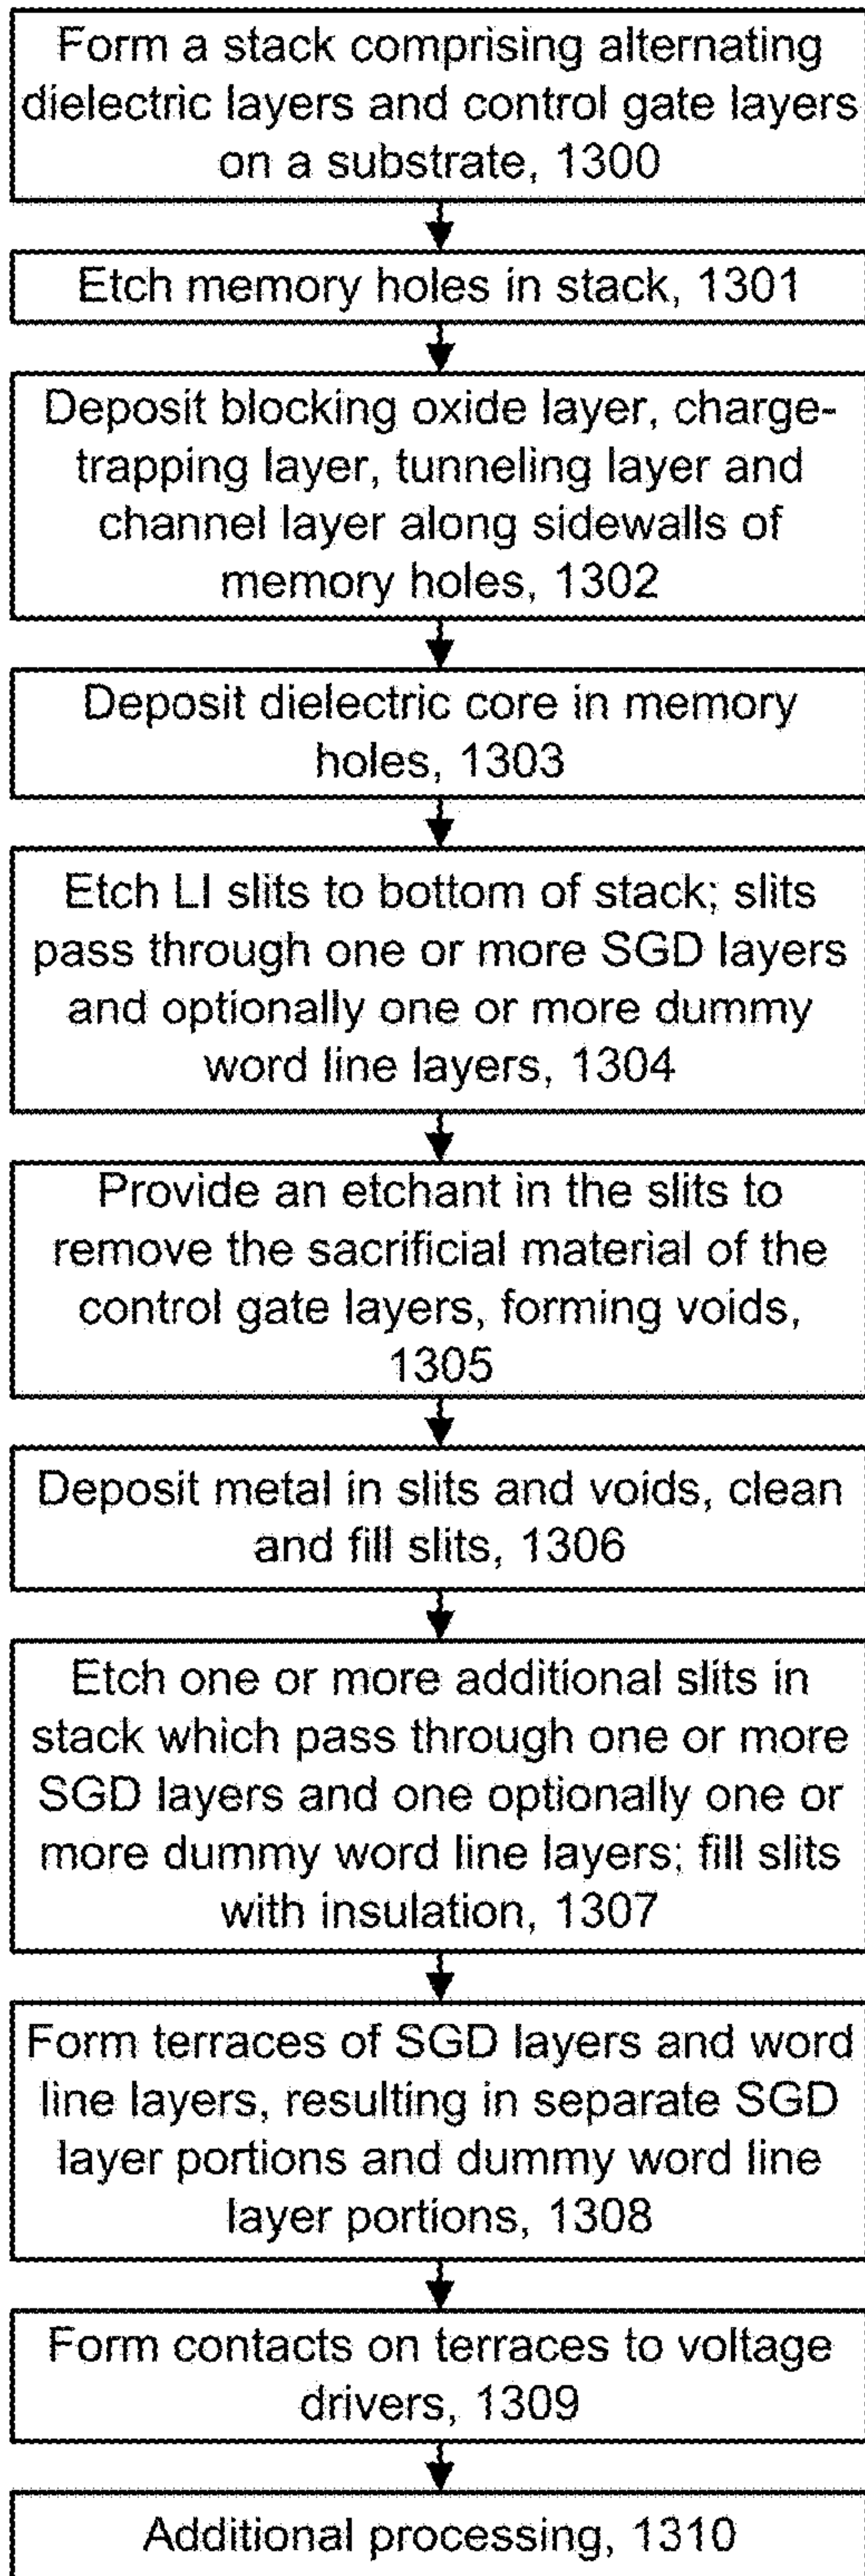 Form a stack comprising alternating
dielectric layers and control gate layers
on a substrate, 1300
Etch memory holes in stack, 1301
Deposit blocking oxide layer, charge-
trapping layer, tunneling layer and
channel layer along sidewalls of
memory holes, 1302
Deposit dielectric core in memory
holes, 1303
Etch LI slits to bottom of stack; slits
pass through one or more SGD layers
and optionally one or more dummy
word line layers, 1304
Provide an etchant in the slits to
remove the sacrificial material of the
control gate layers, forming voids,
1305
Deposit metal in slits and voids, clean
and fill slits, 1306
Etch one or more additional slits in
stack which pass through one or more
SGD layers and one optionally one or
more dummy word line layers; fill slits
with insulation, 1307
Form terraces of SGD layers and word
line layers, resulting in separate SGD
layer portions and dummy word line
layer portions, 1308
Form contacts on terraces to voltage
drivers, 1309
Additional processing, 1310